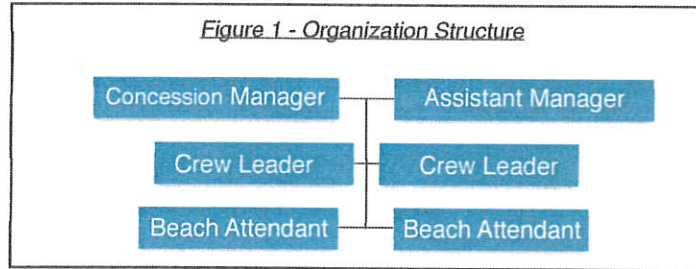 Figure 1 - Organization Structure
Concession Manager Assistant Manager
Crew Leader Crew Leader
Beach Attendant Beach Attendant